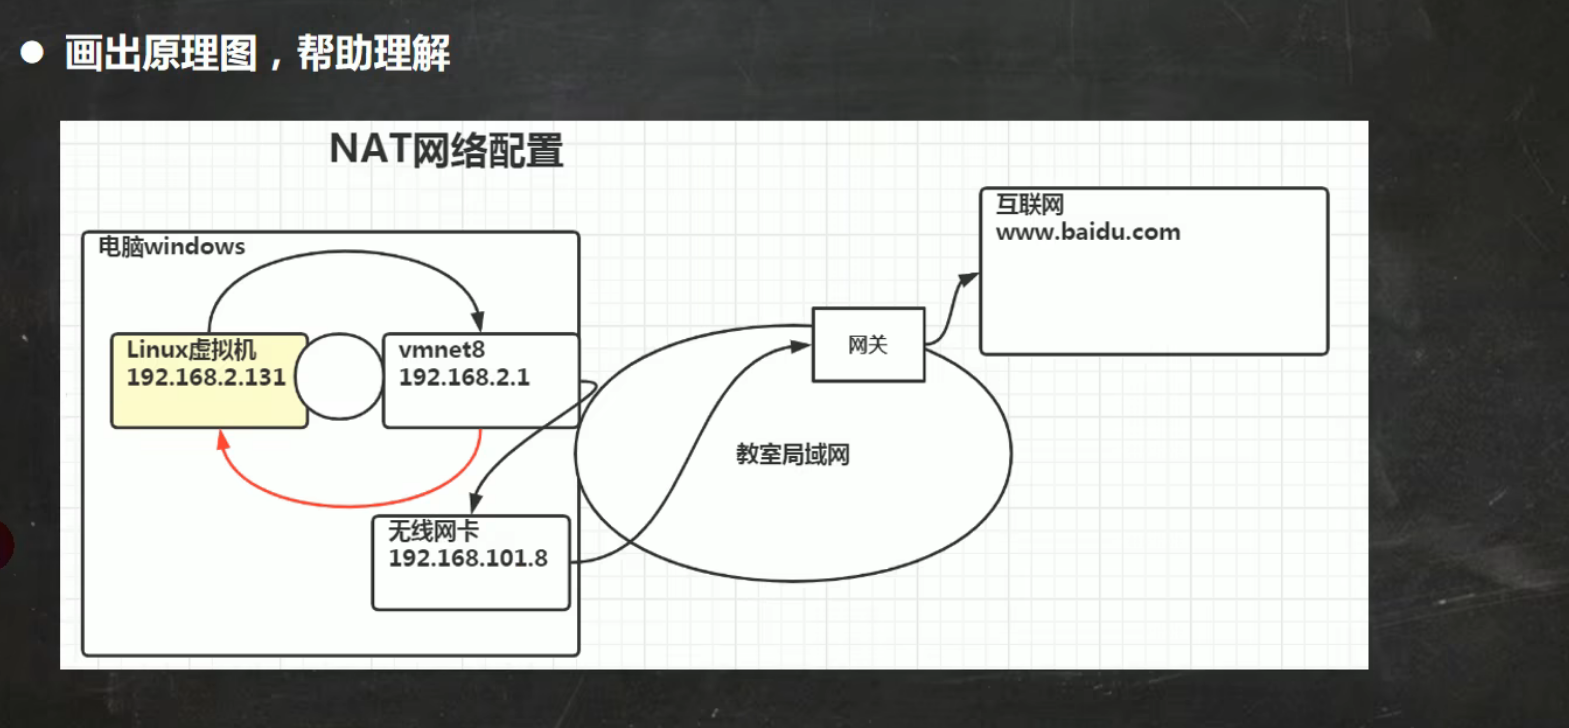 画出原理图，帮助理解
NAT网络配置
互联网
www.baidu.com
电脑windows
Linux虚拟机
192.168.2.131
vmnet8
192.168.2.1
网关
教室局域网
无线网卡
192.168.101.8